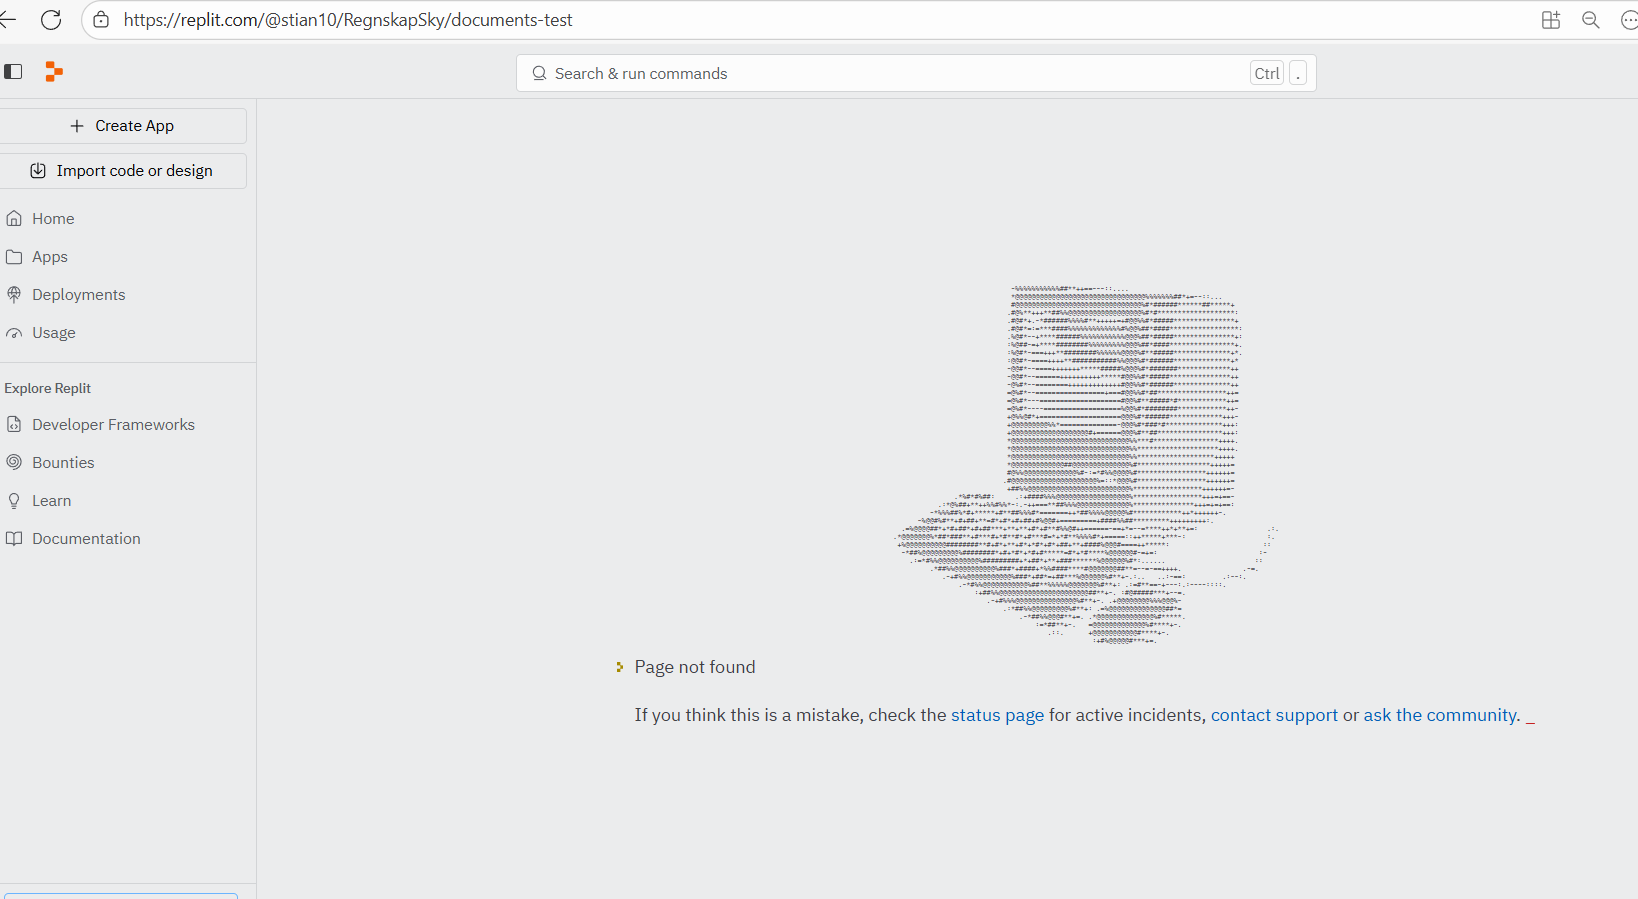 https://replit.com/@stian10/RegnskapSky/documents-test
Search & run commands
Ctrl .
Create App
Import code or design
Home
Apps
Deployments
Usage
Explore Replit
Developer Frameworks
Bounties
Learn
Documentation
Page not found
If you think this is a mistake, check the status page for active incidents, contact support or ask the community. _